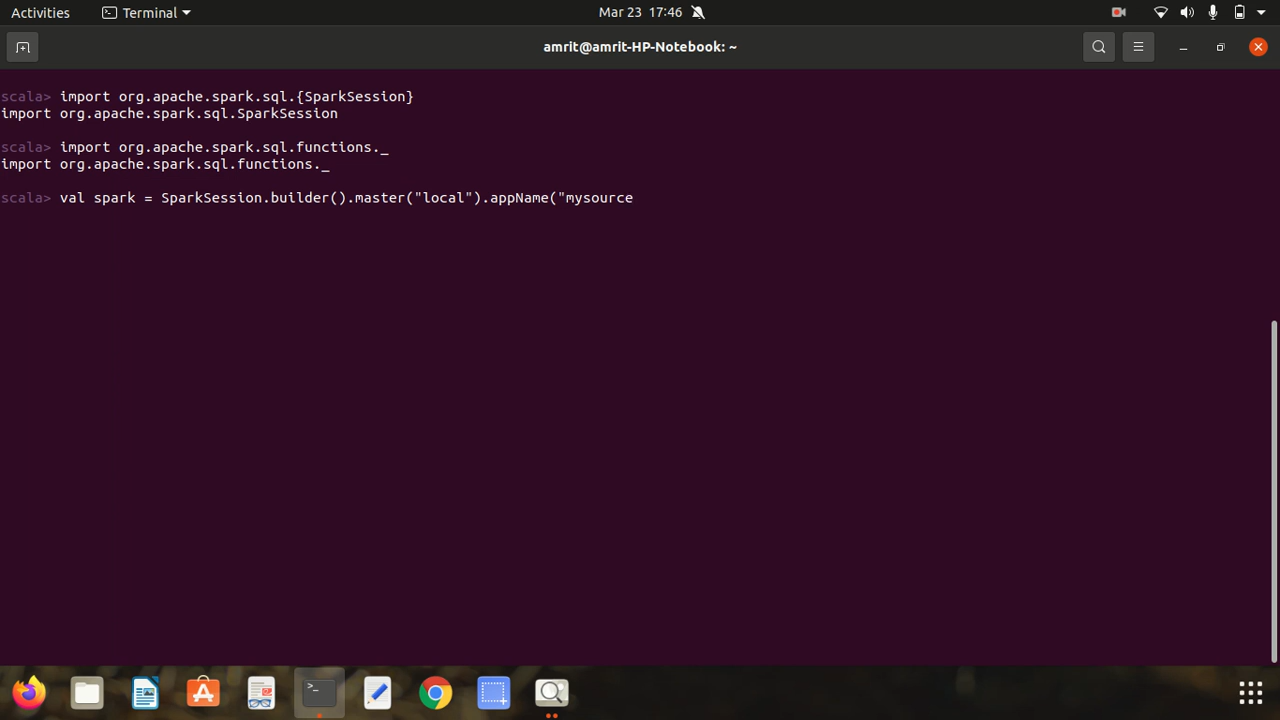 Activities Terminal Mar 23 17:46
amrit@amrit-HP-Notebook: ~
scala> import org.apache.spark.sql.{SparkSession}
import org.apache.spark.sql.SparkSession
scala> import org.apache.spark.sql.functions._
import org.apache.spark.sql.functions._
scala> val spark = SparkSession.builder().master("local").appName("mysource